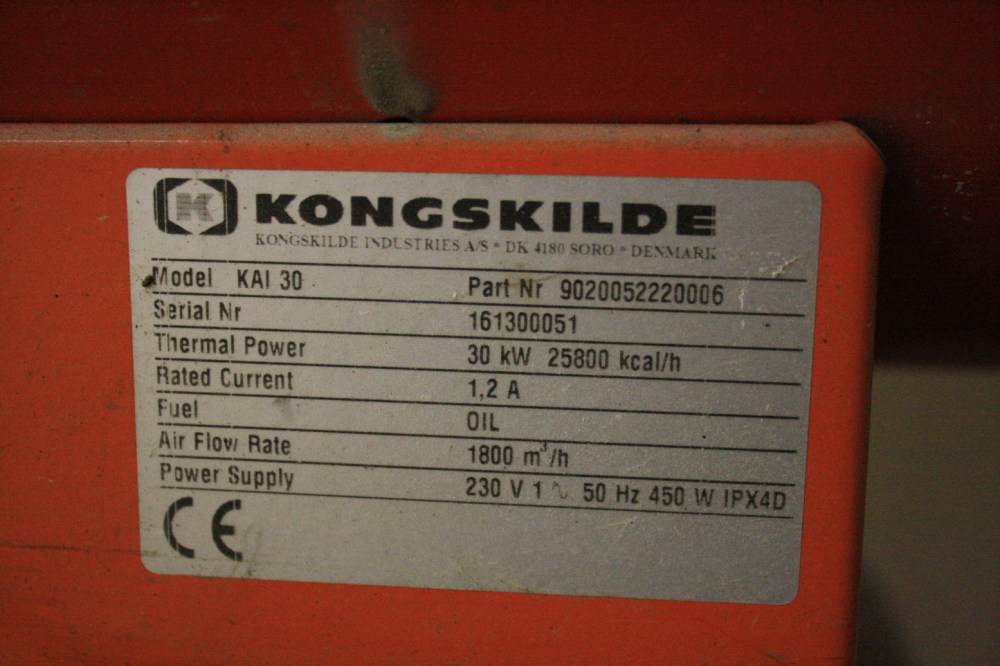 K KONGSKILDE
KONGSKILDE INDUSTRIES A/S * DK 4180 SORO * DENMARK
Model KAI 30 Part Nr 9020052220006
Serial Nr 161300051
Thermal Power 30 kW 25800 kcal/h
Rated Current 1,2 A
Fuel OIL
Air Flow Rate 1800 m³/h
Power Supply 230 V 1 ∿ 50 Hz 450 W IPX4D
CE